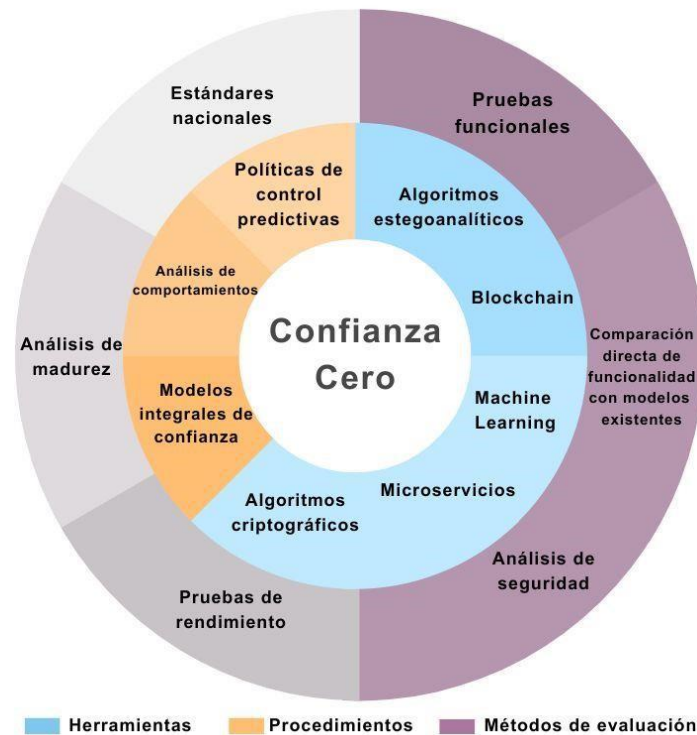 Estándares
nacionales
Pruebas
funcionales
Políticas de
control
predictivas
Algoritmos
estegoanalíticos
Análisis de
comportamientos
Blockchain
Confianza
Cero
Análisis de
madurez
Comparación
directa de
funcionalidad
con modelos
existentes
Modelos
integrales de
confianza
Machine
Learning
Microservicios
Algoritmos
criptográficos
Análisis de
seguridad
Pruebas de
rendimiento
Herramientas
Procedimientos
Métodos de evaluación